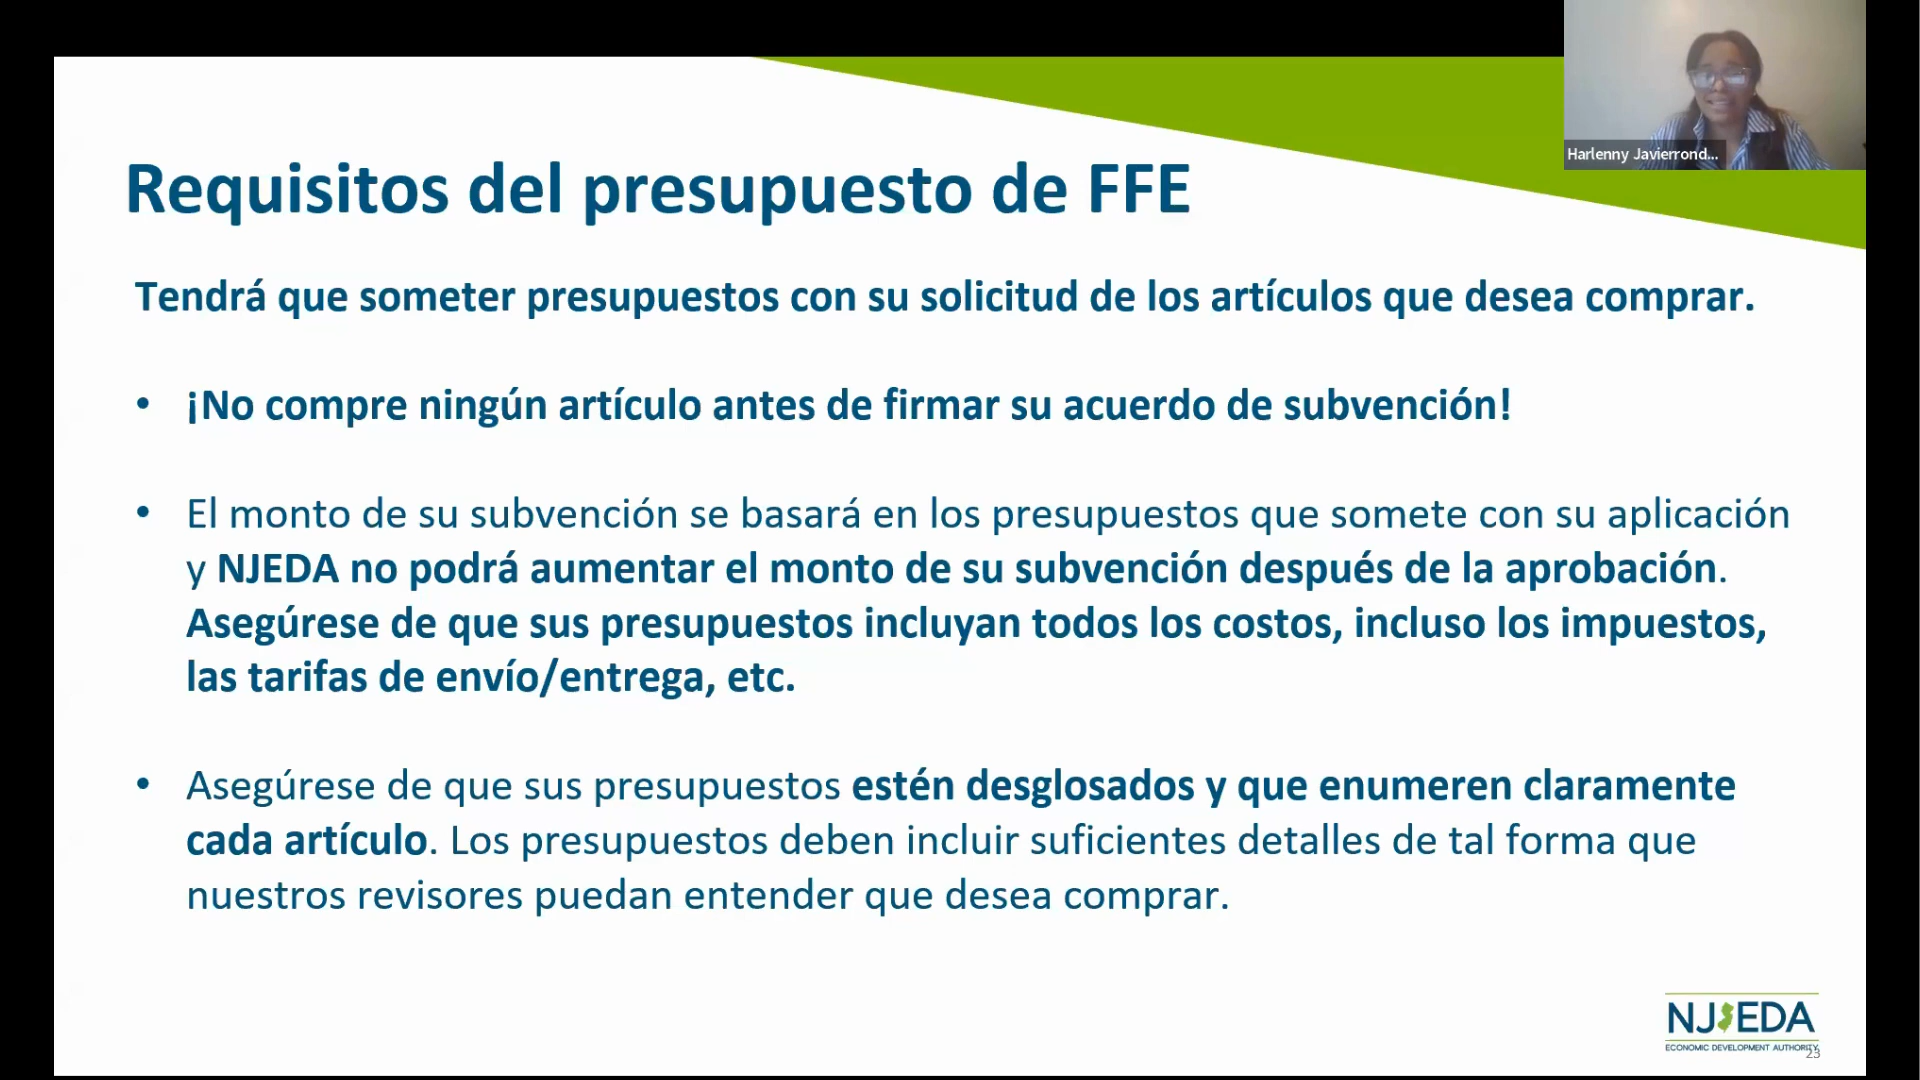 Harlenny Javierrond...
Requisitos del presupuesto de FFE
Tendrá que someter presupuestos con su solicitud de los artículos que desea comprar.
• ¡No compre ningún artículo antes de firmar su acuerdo de subvención!
• El monto de su subvención se basará en los presupuestos que somete con su aplicación
y NJEDA no podrá aumentar el monto de su subvención después de la aprobación.
Asegúrese de que sus presupuestos incluyan todos los costos, incluso los impuestos,
las tarifas de envío/entrega, etc.
• Asegúrese de que sus presupuestos estén desglosados y que enumeren claramente
cada artículo. Los presupuestos deben incluir suficientes detalles de tal forma que
nuestros revisores puedan entender que desea comprar.
NJEDA
ECONOMIC DEVELOPMENT AUTHORITY
23